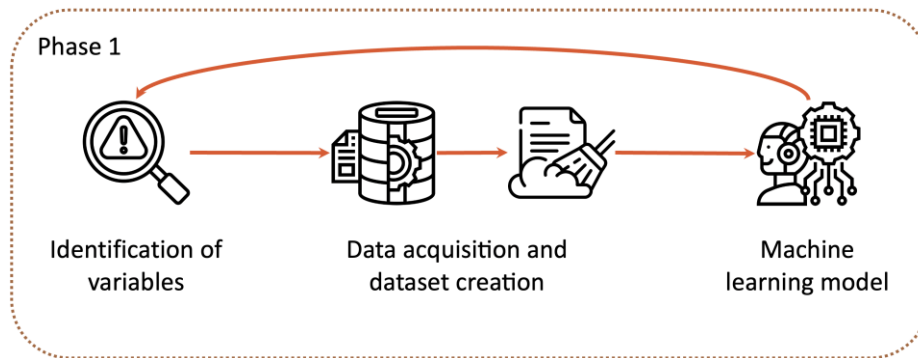 Phase 1
Identification of
variables
Data acquisition and
dataset creation
Machine
learning model